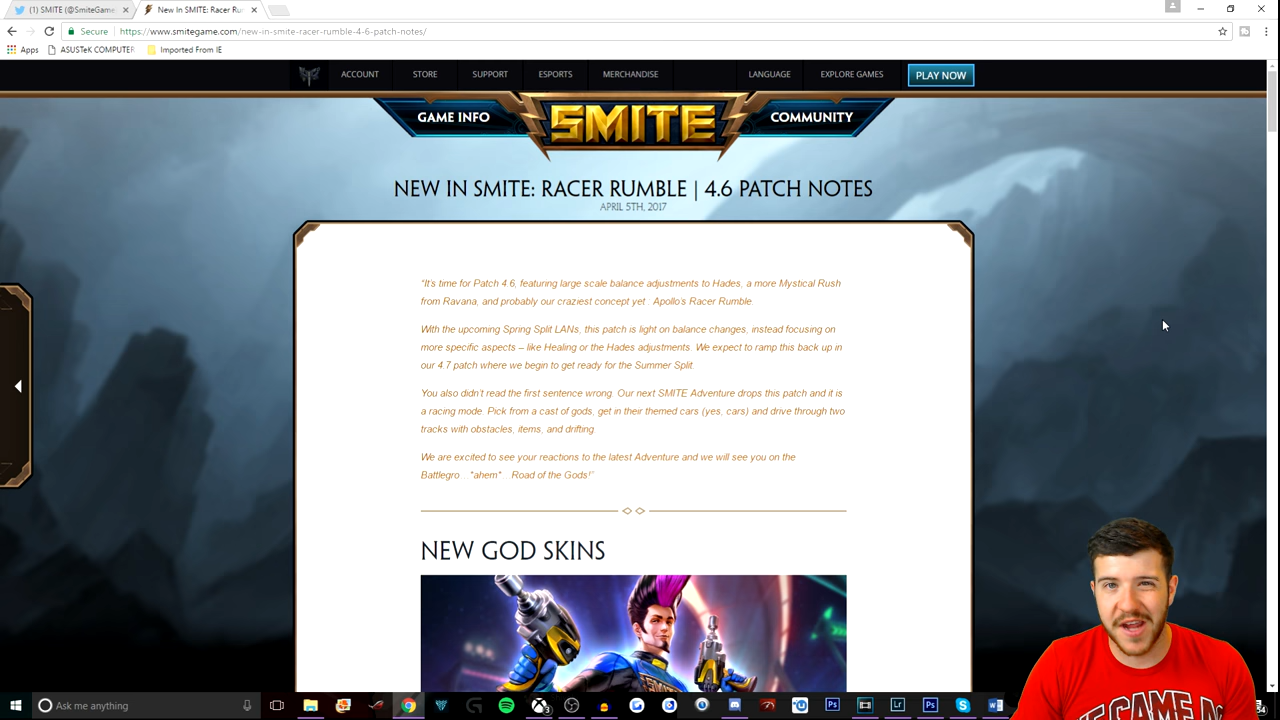 (1) SMITE (@SmiteGame
New In SMITE: Racer Ru
Secure
https://www.smitegame.com/new-in-smite-racer-rumble-4-6-patch-notes/
Apps
ASUSTeK COMPUTER
Imported From IE
ACCOUNT
STORE
SUPPORT
ESPORTS
MERCHANDISE
LANGUAGE
EXPLORE GAMES
PLAY NOW
GAME INFO
SMITE
COMMUNITY
NEW IN SMITE: RACER RUMBLE | 4.6 PATCH NOTES
APRIL 5TH, 2017
"It's time for Patch 4.6, featuring large scale balance adjustments to Hades, a more Mystical Rush
from Ravana, and probably our craziest concept yet . Apollo's Racer Rumble.
With the upcoming Spring Split LANs, this patch is light on balance changes, instead focusing on
more specific aspects – like Healing or the Hades adjustments. We expect to ramp this back up in
our 4.7 patch where we begin to get ready for the Summer Split.
You also didn't read the first sentence wrong. Our next SMITE Adventure drops this patch and it is
a racing mode. Pick from a cast of gods, get in their themed cars (yes, cars) and drive through two
tracks with obstacles, items, and drifting.
We are excited to see your reactions to the latest Adventure and we will see you on the
Battlegro... *ahem*... Road of the Gods!"
NEW GOD SKINS
Ask me anything
THE GAME A